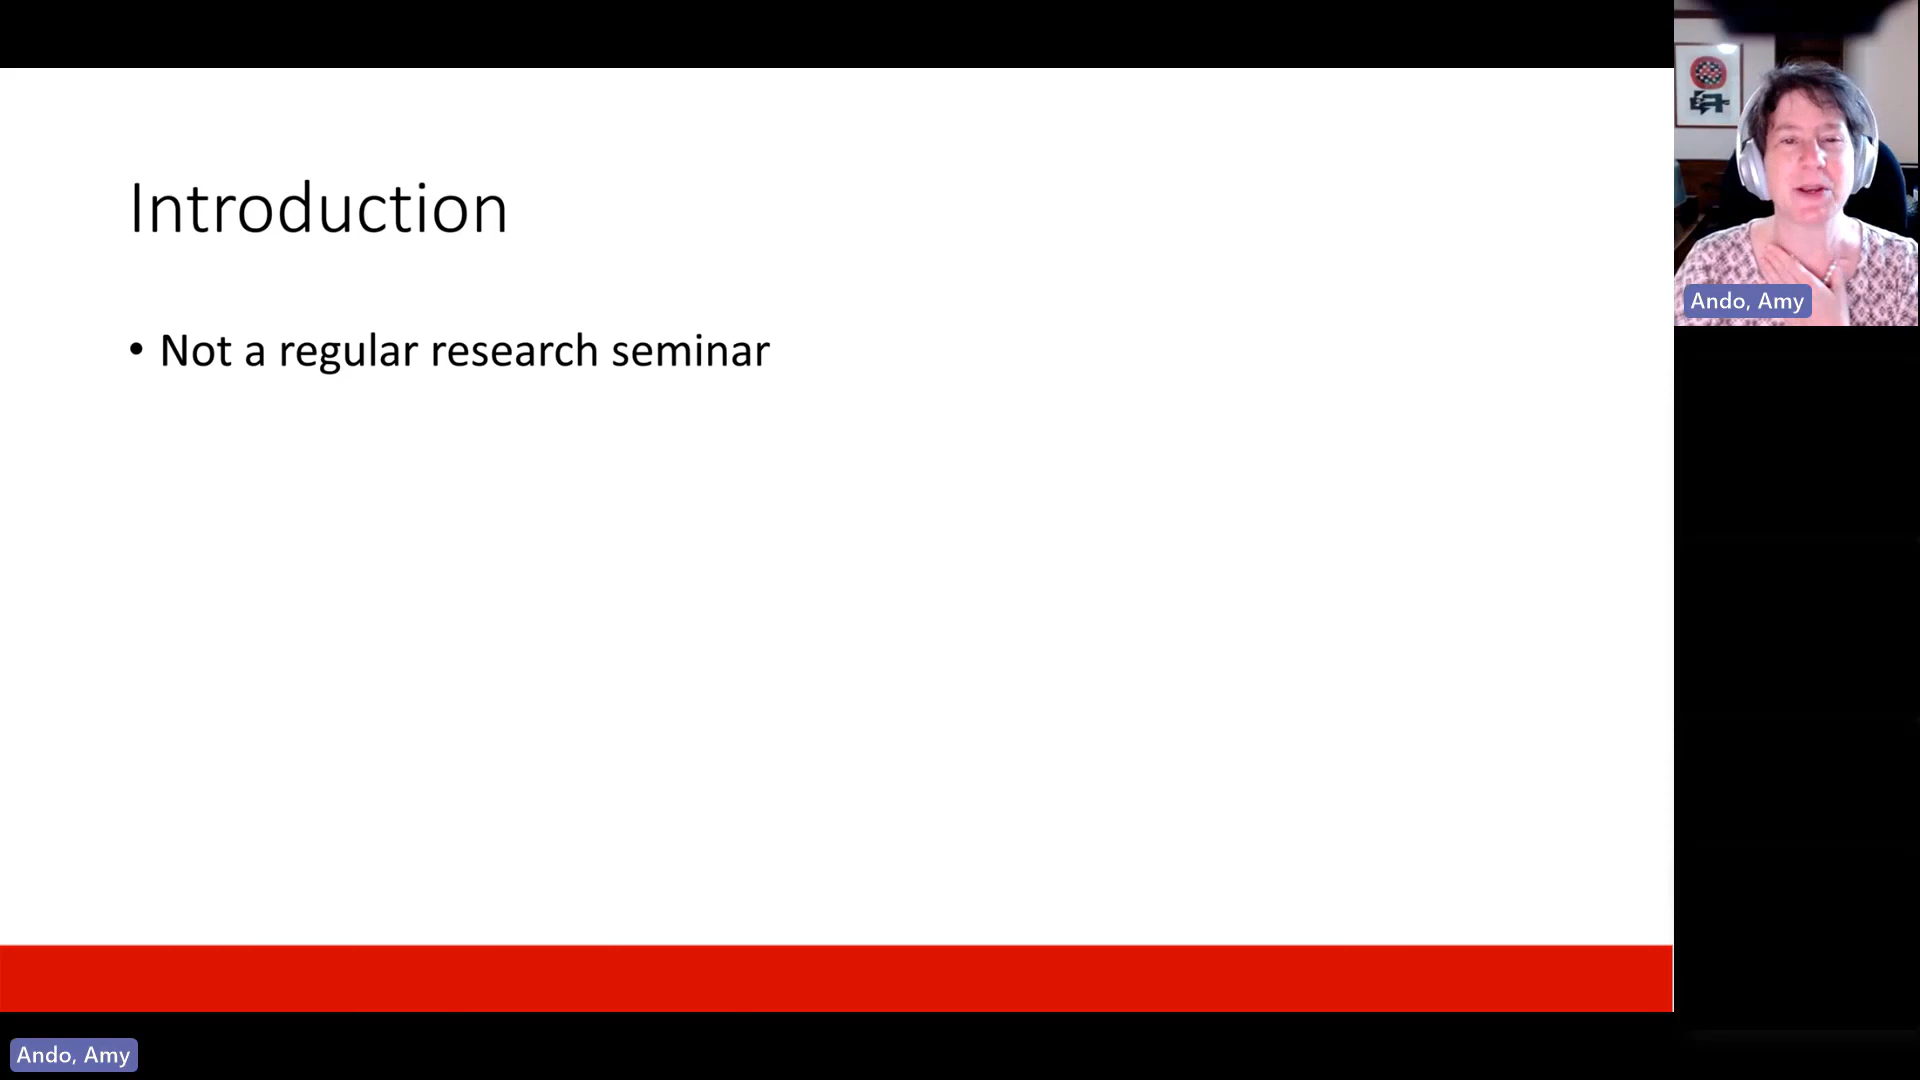 Introduction
• Not a regular research seminar
Ando, Amy
Ando, Amy